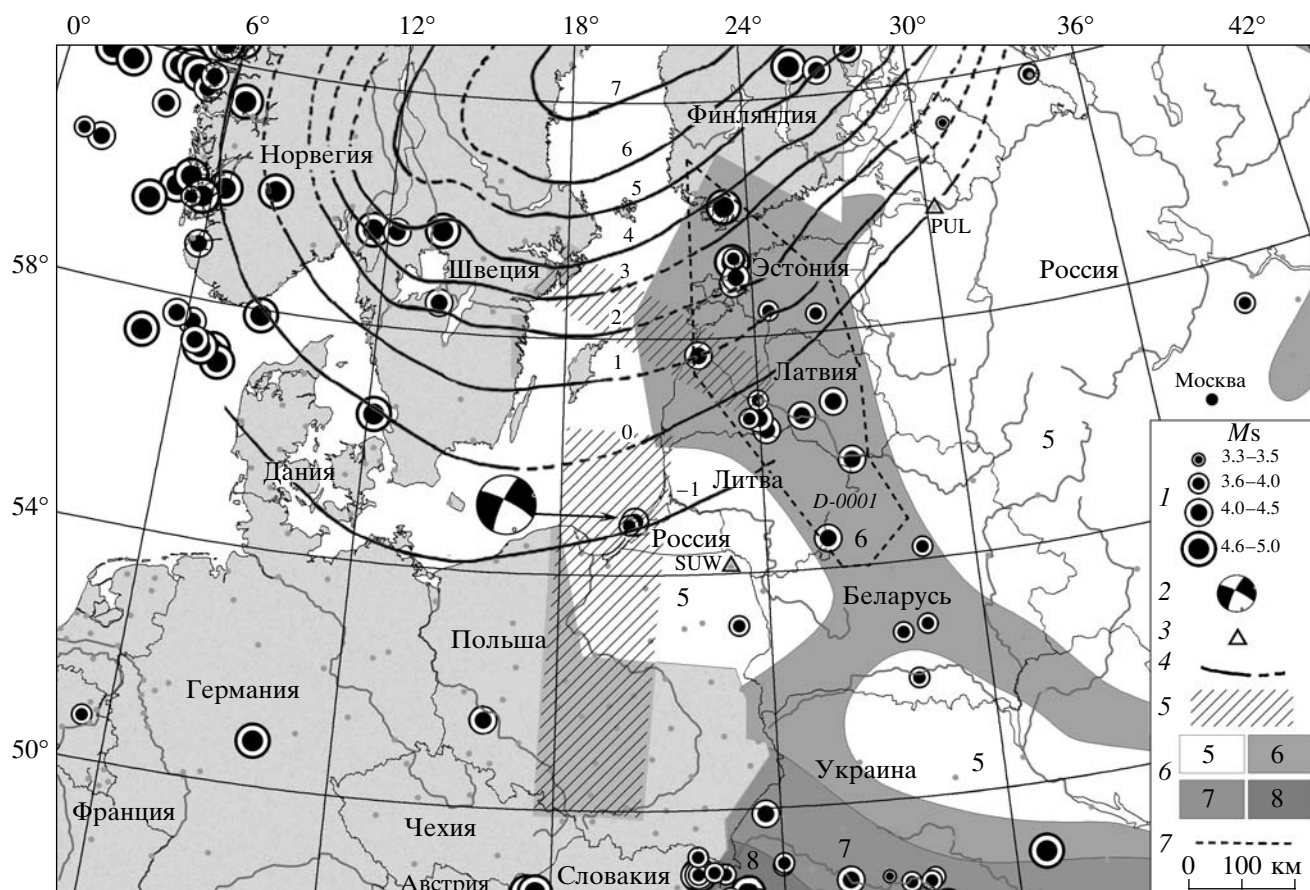 0° 6° 12° 18° 24° 30° 36° 42°
7
Финляндия
6
Норвегия
5
PUL
4
58°
Швеция
3
Эстония
Россия
2
1
Латвия
Москва
0
5
Дания
–1
Литва
D-0001
54°
Россия
6
SUW
5
Беларусь
Польша
Германия
50°
Украина
5
Франция
Чехия
8
7
Словакия
Австрия
Ms
1
3.3–3.5
3.6–4.0
4.0–4.5
4.6–5.0
2
3
4
5
6
5 6
7 8
7
0 100 км